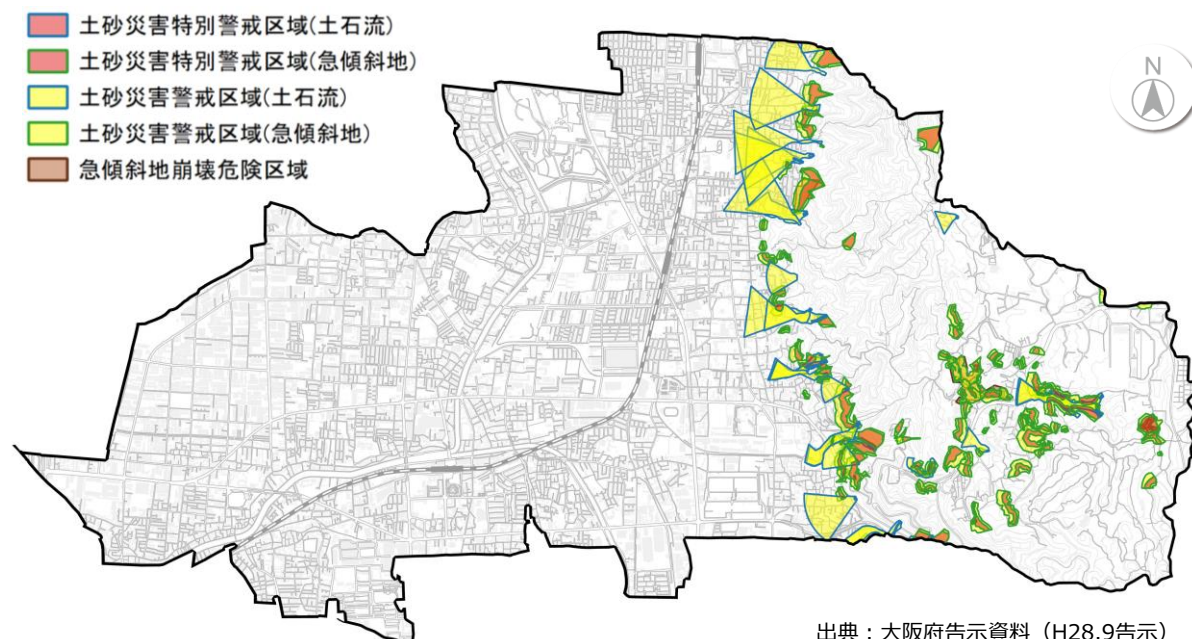 土砂災害特別警戒区域(土石流)
土砂災害特別警戒区域(急傾斜地)
土砂災害警戒区域(土石流)
土砂災害警戒区域(急傾斜地)
急傾斜地崩壊危険区域
N
出典：大阪府告示資料（H28.9告示）